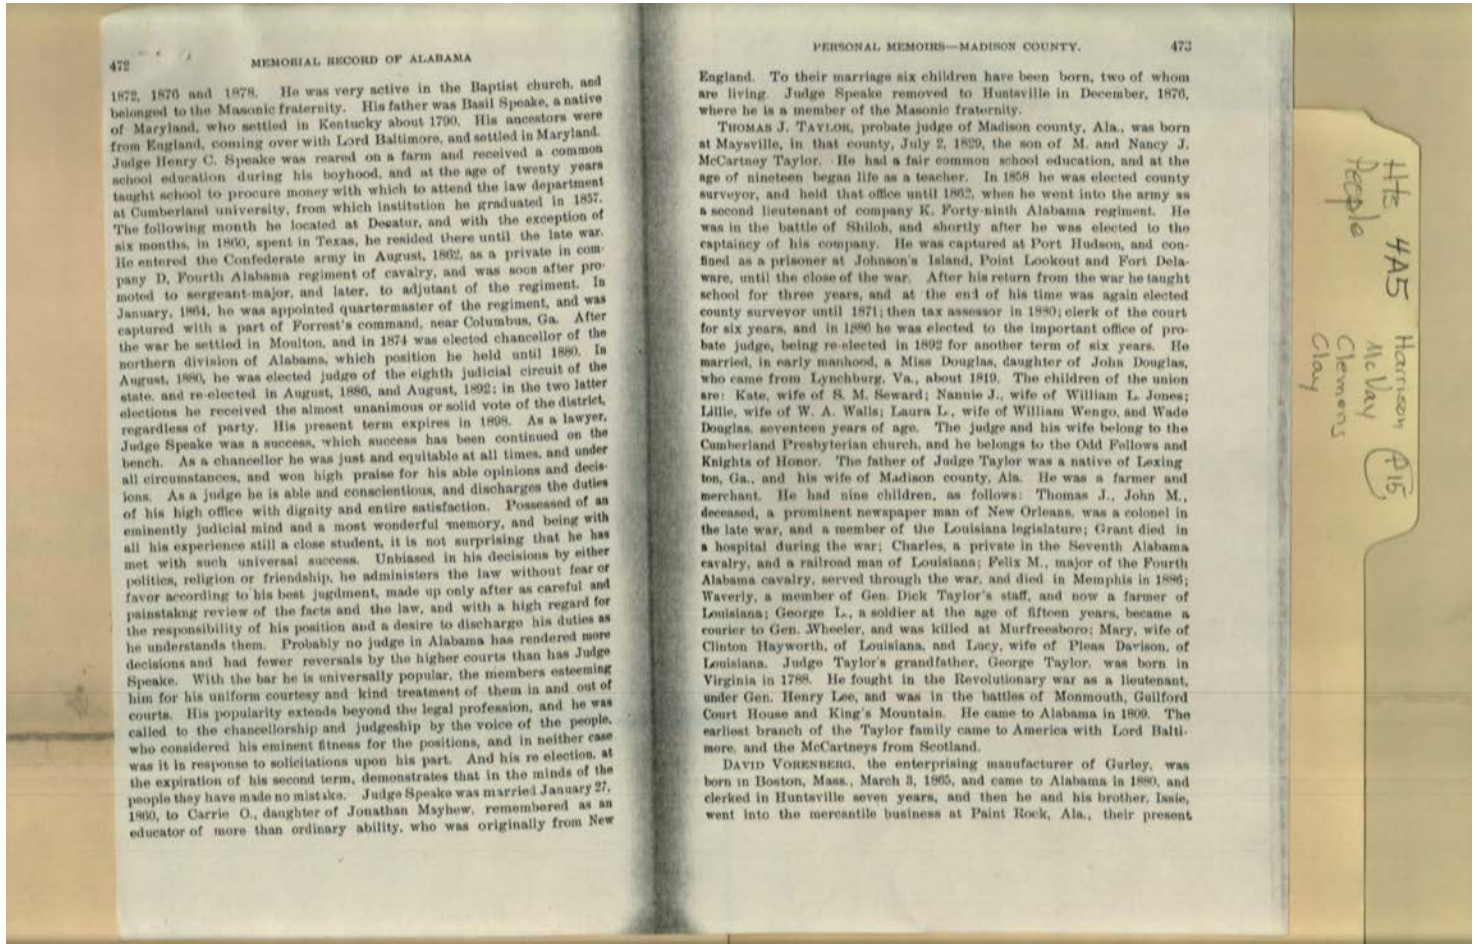 472
MEMORIAL RECORD OF ALABAMA
1872, 1876 and 1878. He was very active in the Baptist church, and
belonged to the Masonic fraternity. His father was Basil Speake, a native
of Maryland, who settled in Kentucky about 1790. His ancestors were
from England, coming over with Lord Baltimore, and settled in Maryland.
Judge Henry C. Speake was reared on a farm and received a common
school education during his boyhood, and at the age of twenty years
taught school to procure money with which to attend the law department
at Cumberland university, from which institution he graduated in 1857.
The following month he located at Decatur, and with the exception of
six months, in 1860, spent in Texas, he resided there until the late war.
He entered the Confederate army in August, 1862, as a private in com-
pany D, Fourth Alabama regiment of cavalry, and was soon after pro-
moted to sergeant-major, and later, to adjutant of the regiment. In
January, 1864, he was appointed quartermaster of the regiment, and was
captured with a part of Forrest's command, near Columbus, Ga. After
the war he settled in Moulton, and in 1874 was elected chancellor of the
northern division of Alabama, which position he held until 1880. In
August, 1880, he was elected judge of the eighth judicial circuit of the
state, and re-elected in August, 1886, and August, 1892; in the two latter
elections he received the almost unanimous or solid vote of the district,
regardless of party. His present term expires in 1898. As a lawyer,
Judge Speake was a success, which success has been continued on the
bench. As a chancellor he was just and equitable at all times, and under
all circumstances, and won high praise for his able opinions and decis-
ions. As a judge he is able and conscientious, and discharges the duties
of his high office with dignity and entire satisfaction. Possessed of an
eminently judicial mind and a most wonderful memory, and being with
all his experience still a close student, it is not surprising that he has
met with such universal success. Unbiased in his decisions by either
politics, religion or friendship, he administers the law without fear or
favor according to his best jugdment, made up only after as careful and
painstakng review of the facts and the law, and with a high regard for
the responsibility of his position and a desire to discharge his duties as
he understands them. Probably no judge in Alabama has rendered more
decisions and had fewer reversals by the higher courts than has Judge
Speake. With the bar he is universally popular, the members esteeming
him for his uniform courtesy and kind treatment of them in and out of
courts. His popularity extends beyond the legal profession, and he was
called to the chancellorship and judgeship by the voice of the people,
who considered his eminent fitness for the positions, and in neither case
was it in response to solicitations upon his part. And his re election, at
the expiration of his second term, demonstrates that in the minds of the
people they have made no mistake. Judge Speake was married January 27,
1860, to Carrie O., daughter of Jonathan Mayhew, remembered as an
educator of more than ordinary ability, who was originally from New
PERSONAL MEMOIRS—MADISON COUNTY.
473
England. To their marriage six children have been born, two of whom
are living. Judge Speake removed to Huntsville in December, 1876,
where he is a member of the Masonic fraternity.
THOMAS J. TAYLOR, probate judge of Madison county, Ala., was born
at Maysville, in that county, July 2, 1829, the son of M. and Nancy J.
McCartney Taylor. He had a fair common school education, and at the
age of nineteen began life as a teacher. In 1858 he was elected county
surveyor, and held that office until 1862, when he went into the army as
a second lieutenant of company K, Forty-ninth Alabama regiment. He
was in the battle of Shiloh, and shortly after he was elected to the
captaincy of his company. He was captured at Port Hudson, and con-
fined as a prisoner at Johnson's Island, Point Lookout and Fort Dela-
ware, until the close of the war. After his return from the war he taught
school for three years, and at the end of his time was again elected
county surveyor until 1871; then tax assessor in 1880; clerk of the court
for six years, and in 1886 he was elected to the important office of pro-
bate judge, being re-elected in 1892 for another term of six years. He
married, in early manhood, a Miss Douglas, daughter of John Douglas,
who came from Lynchburg, Va., about 1819. The children of the union
are: Kate, wife of S. M. Seward; Nannie J., wife of William L. Jones;
Lillie, wife of W. A. Walls; Laura L., wife of William Wengo, and Wade
Douglas, seventeen years of age. The judge and his wife belong to the
Cumberland Presbyterian church, and he belongs to the Odd Fellows and
Knights of Honor. The father of Judge Taylor was a native of Lexing
ton, Ga., and his wife of Madison county, Ala. He was a farmer and
merchant. He had nine children, as follows: Thomas J., John M.,
deceased, a prominent newspaper man of New Orleans, was a colonel in
the late war, and a member of the Louisiana legislature; Grant died in
a hospital during the war; Charles, a private in the Seventh Alabama
cavalry, and a railroad man of Louisiana; Felix M., major of the Fourth
Alabama cavalry, served through the war, and died in Memphis in 1886;
Waverly, a member of Gen. Dick Taylor's staff, and now a farmer of
Louisiana; George L., a soldier at the age of fifteen years, became a
courier to Gen. Wheeler, and was killed at Murfreesboro; Mary, wife of
Clinton Hayworth, of Louisiana, and Lucy, wife of Pleas Davison, of
Louisiana. Judge Taylor's grandfather, George Taylor, was born in
Virginia in 1788. He fought in the Revolutionary war as a lieutenant,
under Gen. Henry Lee, and was in the battles of Monmouth, Guilford
Court House and King's Mountain. He came to Alabama in 1809. The
earliest branch of the Taylor family came to America with Lord Balti-
more, and the McCartneys from Scotland.
DAVID VORENBERG, the enterprising manufacturer of Gurley, was
born in Boston, Mass., March 3, 1865, and came to Alabama in 1880, and
clerked in Huntsville seven years, and then he and his brother, Issie,
went into the mercantile business at Paint Rock, Ala., their present
Hts 4A5 Harrison P15
People McVay
Clemens
Clay